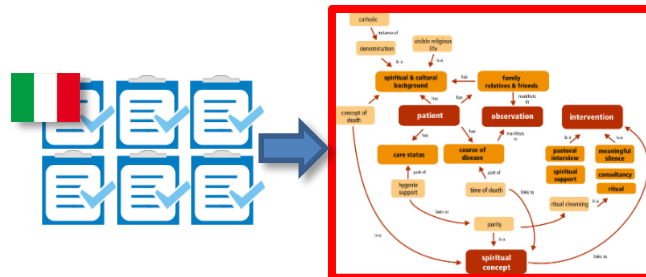 catholic
instance of
denomination
visible religious
life
is a
is a
spiritual & cultural
background
family
relatives & friends
has
has
has
manifests
in
concept of
death
patient
observation
intervention
has
has
manifests
in
is a
is a
care status
course of
disease
pastoral
interview
meaningful
silence
spiritual
support
consultancy
ritual
part of
part of
hygenie
support
time of death
links to
ritual cleansing
links to
purity
is a
is a
spiritual
concept
links to